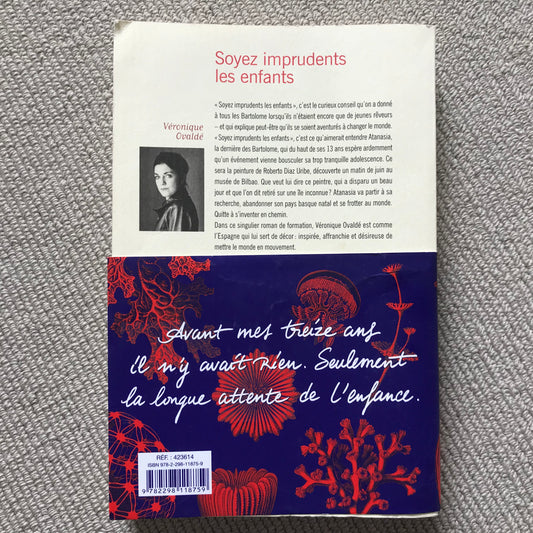 Soyez imprudents
les enfants
Véronique
Ovaldé
« Soyez imprudents les enfants », c'est le curieux conseil qu'on a donné
à tous les Bartolome lorsqu'ils n'étaient encore que de jeunes rêveurs
– et qui explique peut-être qu'ils se soient aventurés à changer le monde.
« Soyez imprudents les enfants », c'est ce qu'aimerait entendre Atanasia,
la dernière des Bartolome, qui du haut de ses 13 ans espère ardemment
qu'un événement vienne bousculer sa trop tranquille adolescence. Ce
sera la peinture de Roberto Diaz Uribe, découverte un matin de juin au
musée de Bilbao. Que veut lui dire ce peintre, qui a disparu un beau
jour et que l'on dit retiré sur une île inconnue ? Atanasia va partir à sa
recherche, abandonner son pays basque natal et se frotter au monde.
Quitte à s'inventer en chemin.
Dans ce singulier roman de formation, Véronique Ovaldé est comme
l'Espagne qui lui sert de décor : inspirée, affranchie et désireuse de
mettre le monde en mouvement.
Avant mes treize ans
il n'y avait Rien. Seulement
la longue attente de l'enfance.
RÉF. : 423614
ISBN 978-2-298-11875-9
9 782298 118759